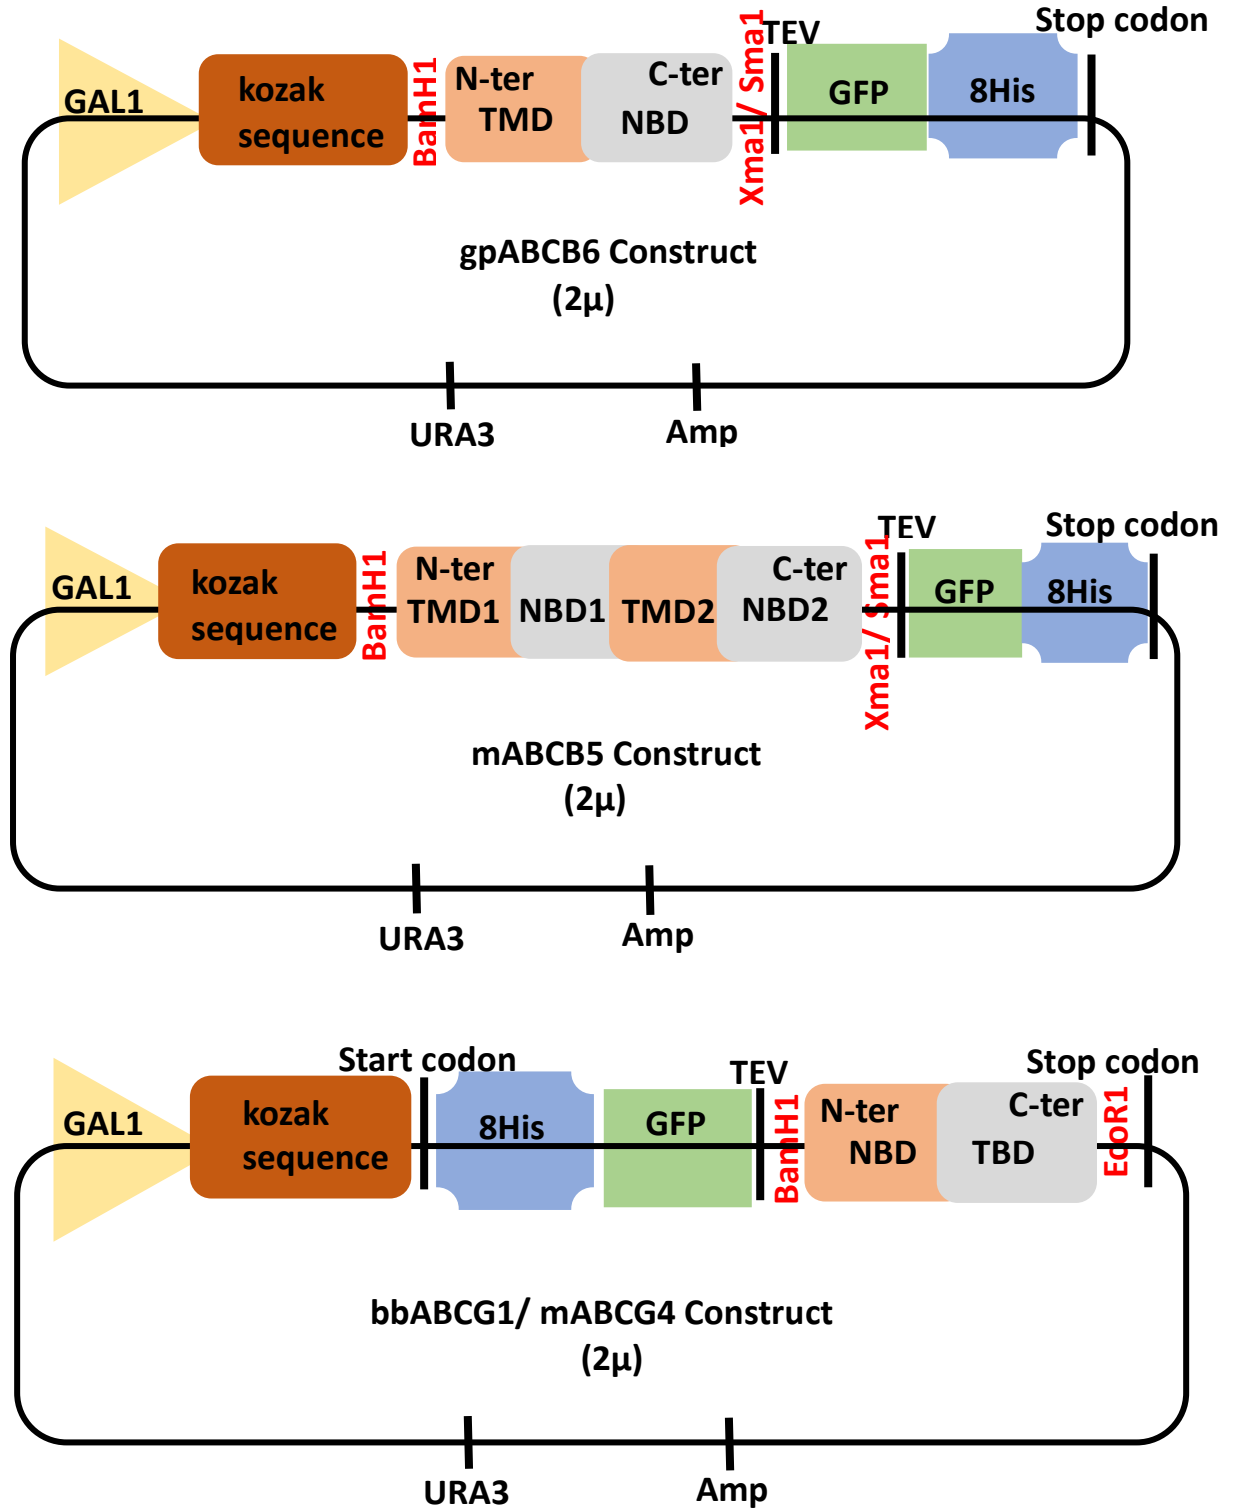 Stop codon
TEV
GAL1
kozak
sequence
BamH1
N-ter
TMD
C-ter
NBD
Xma1/ Sma1
GFP
8His
gpABCB6 Construct
(2µ)
URA3
Amp
TEV
Stop codon
GAL1
kozak
sequence
BamH1
N-ter
TMD1
NBD1
TMD2
C-ter
NBD2
Xma1/ Sma1
GFP
8His
mABCB5 Construct
(2µ)
URA3
Amp
Start codon
TEV
Stop codon
GAL1
kozak
sequence
8His
GFP
BamH1
N-ter
NBD
C-ter
TBD
EcoR1
bbABCG1/ mABCG4 Construct
(2µ)
URA3
Amp